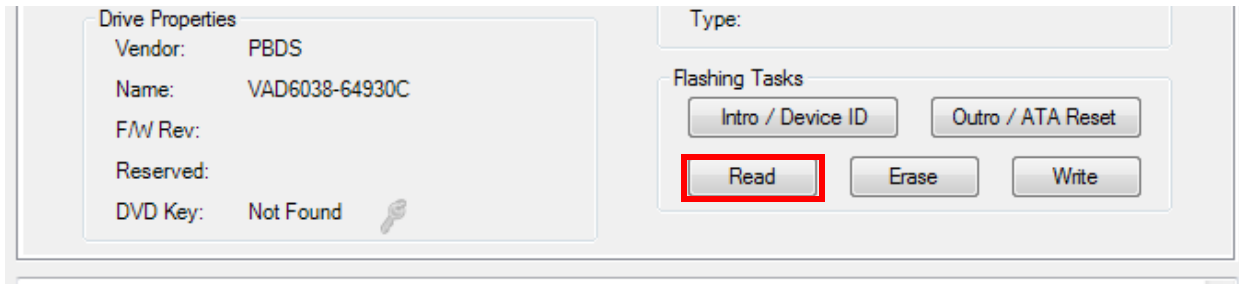 Drive Properties
Vendor: PBDS
Name: VAD6038-64930C
F/W Rev:
Reserved:
DVD Key: Not Found
Type:
Flashing Tasks
Intro / Device ID Outro / ATA Reset
Read Erase Write